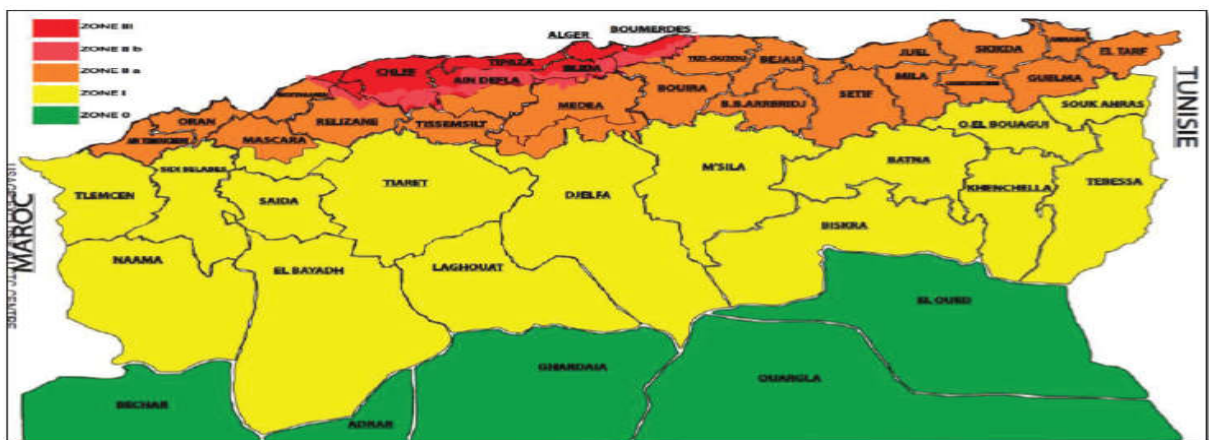 ZONE III
ZONE II b
ZONE II a
ZONE I
ZONE 0
ALGER
BOUMERDES
TIPAZA
CHLEF
AIN DEFLA
BLIDA
TIZI-OUZOU
BEJAIA
JIJEL
SKIKDA
EL TARF
BOUIRA
MEDEA
B.B.ARRERIDJ
SETIF
MILA
GUELMA
SOUK AHRAS
ORAN
MASCARA
RELIZANE
TISSEMSILT
O.EL BOUAGUI
TLEMCEN
SIDI BELABES
SAIDA
TIARET
DJELFA
M'SILA
BATNA
KHENCHELLA
TEBESSA
BISKRA
NAAMA
EL BAYADH
LAGHOUAT
EL OUED
GHARDAIA
OUARGLA
BECHAR
ADRAR
MAROC
TUNISIE